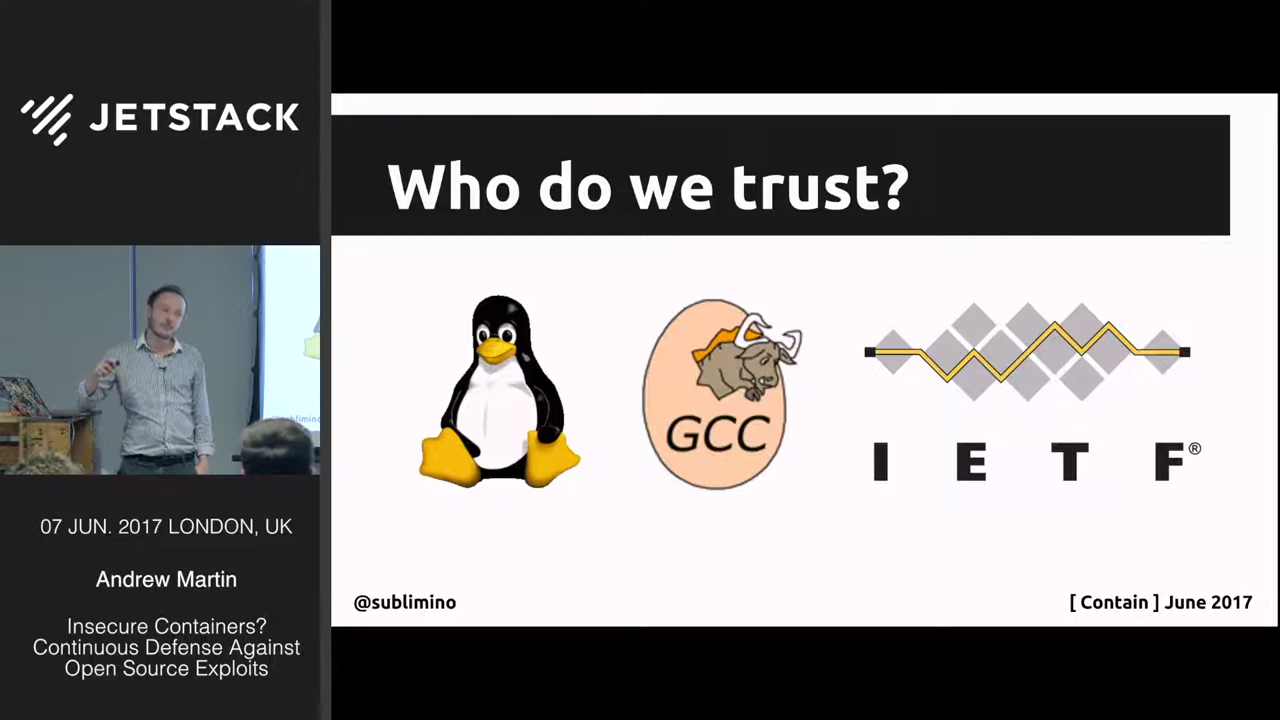 JETSTACK
07 JUN. 2017 LONDON, UK
Andrew Martin
Insecure Containers?
Continuous Defense Against
Open Source Exploits
Who do we trust?
GCC
I E T F®
@sublimino
[ Contain ] June 2017